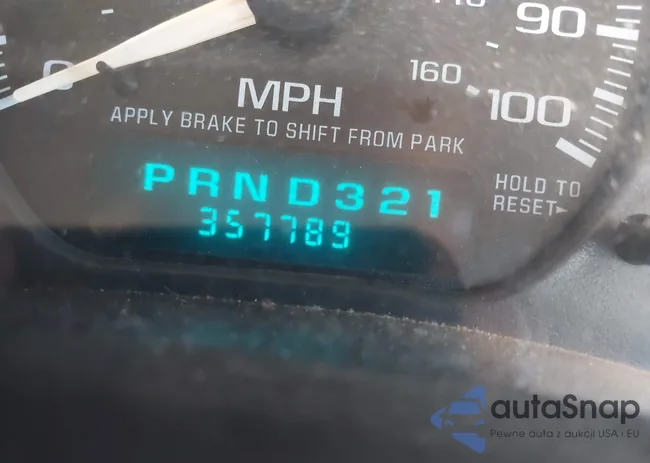 90
160
100
0
MPH
APPLY BRAKE TO SHIFT FROM PARK
PRND321
357789
HOLD TO
RESET
autaSnap
Pewne auta z aukcji USA i EU